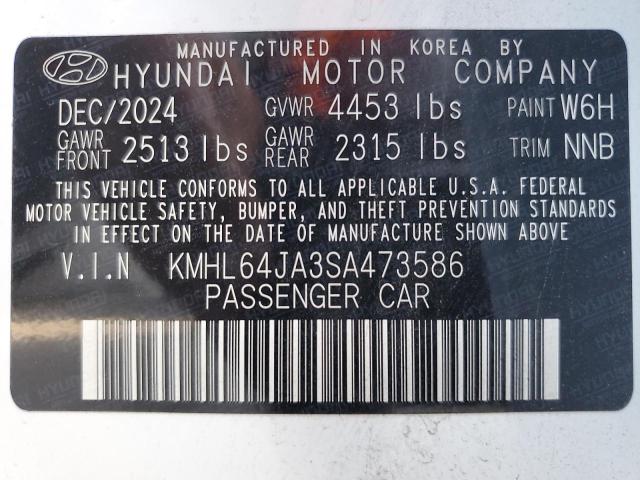 MANUFACTURED IN KOREA BY
HYUNDAI MOTOR COMPANY
DEC/2024 GVWR 4453 lbs PAINT W6H
GAWR FRONT 2513 lbs GAWR REAR 2315 lbs TRIM NNB
THIS VEHICLE CONFORMS TO ALL APPLICABLE U.S.A. FEDERAL
MOTOR VEHICLE SAFETY, BUMPER, AND THEFT PREVENTION STANDARDS
IN EFFECT ON THE DATE OF MANUFACTURE SHOWN ABOVE
V.I.N KMHL64JA3SA473586
PASSENGER CAR